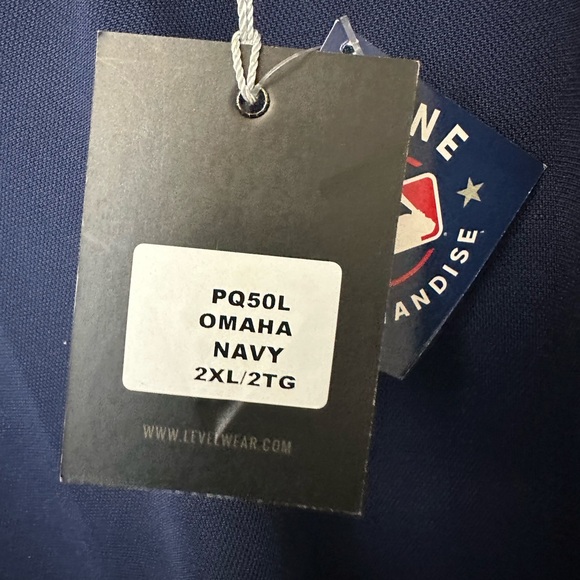 PQ50L
OMAHA
NAVY
2XL/2TG
WWW.LEVELWEAR.COM
NE
ANDISE